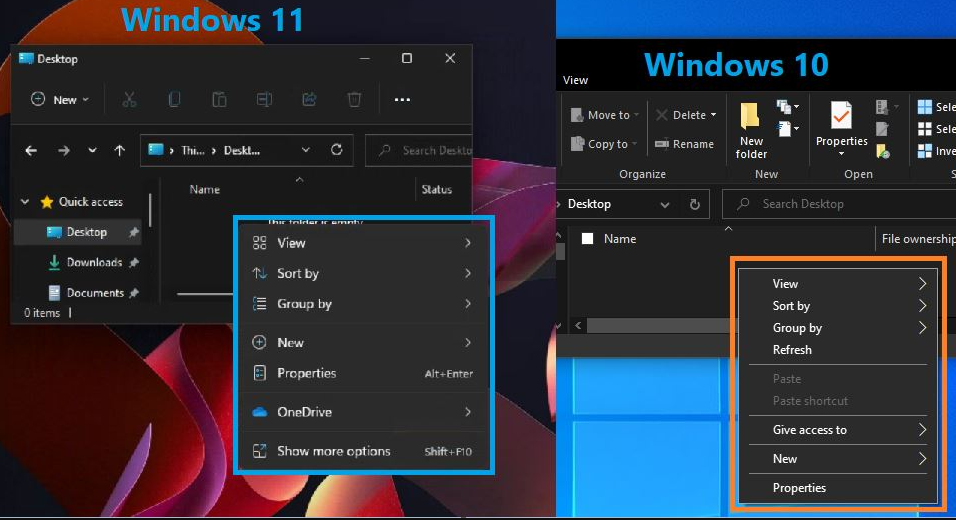 Windows 11
Desktop
New
Thi... > Deskt...
Search Deskto
Name
Status
Quick access
This folder is empty.
Desktop
Downloads
Documents
0 items
View
Sort by
Group by
New
Properties Alt+Enter
OneDrive
Show more options Shift+F10
Windows 10
View
Move to
Copy to
Delete
Rename
Organize
New
folder
New
Properties
Open
Sele
Sele
Inve
S
Desktop
Search Desktop
Name
File ownership
View
Sort by
Group by
Refresh
Paste
Paste shortcut
Give access to
New
Properties